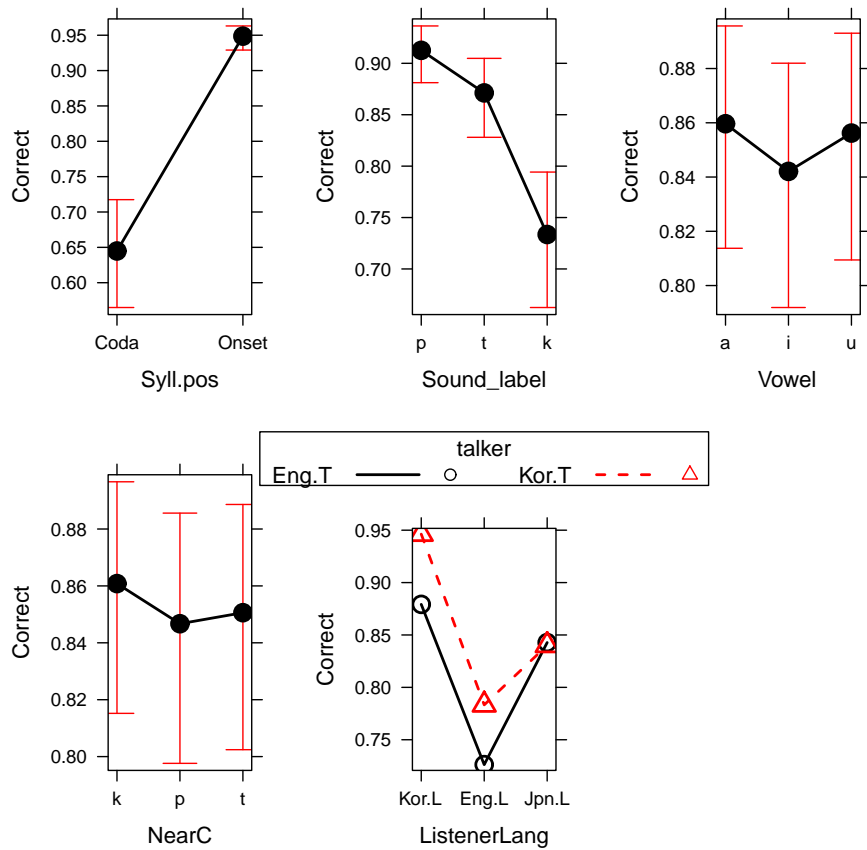 Correct
0.95
0.90
0.85
0.80
0.75
0.70
0.65
0.60
Coda Onset
Syll.pos
Correct
0.90
0.85
0.80
0.75
0.70
p t k
Sound_label
Correct
0.88
0.86
0.84
0.82
0.80
a i u
Vowel
talker
Eng.T Kor.T
Correct
0.88
0.86
0.84
0.82
0.80
k p t
NearC
Correct
0.95
0.90
0.85
0.80
0.75
Kor.L Eng.L Jpn.L
ListenerLang